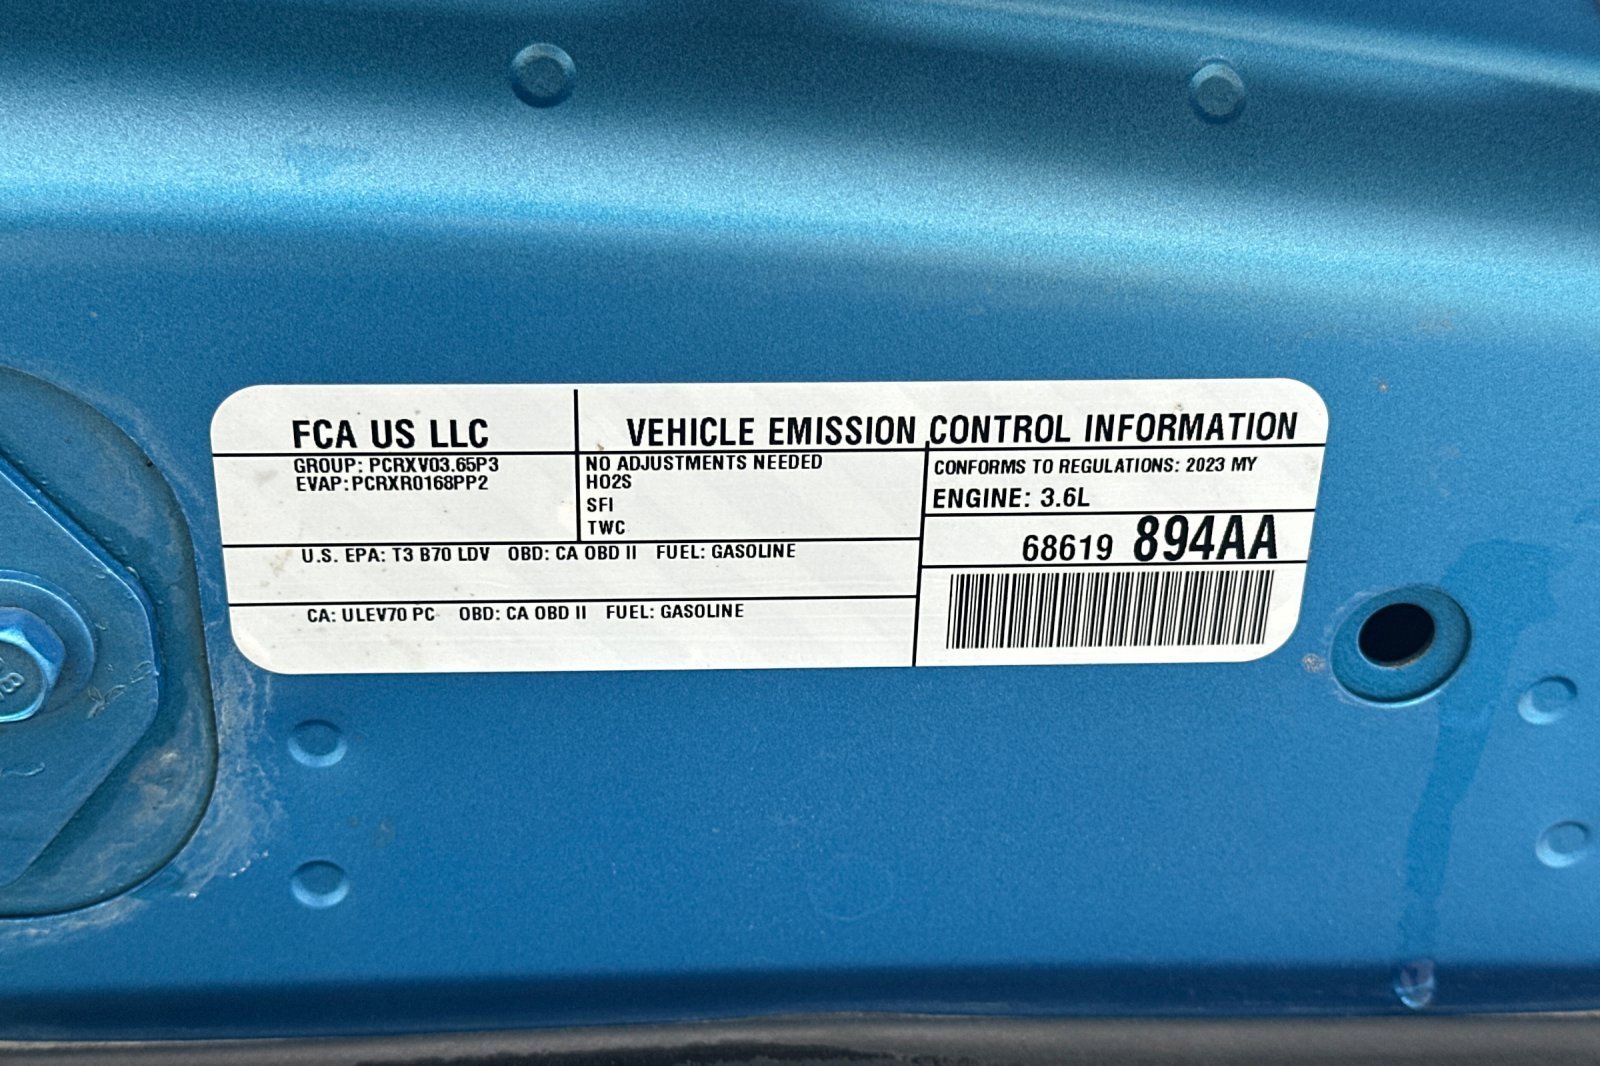 FCA US LLC
VEHICLE EMISSION CONTROL INFORMATION
GROUP: PCRXV03.65P3
EVAP: PCRXR0168PP2
NO ADJUSTMENTS NEEDED
HO2S
SFI
TWC
CONFORMS TO REGULATIONS: 2023 MY
ENGINE: 3.6L
68619 894AA
U.S. EPA: T3 B70 LDV OBD: CA OBD II FUEL: GASOLINE
CA: ULEV70 PC OBD: CA OBD II FUEL: GASOLINE